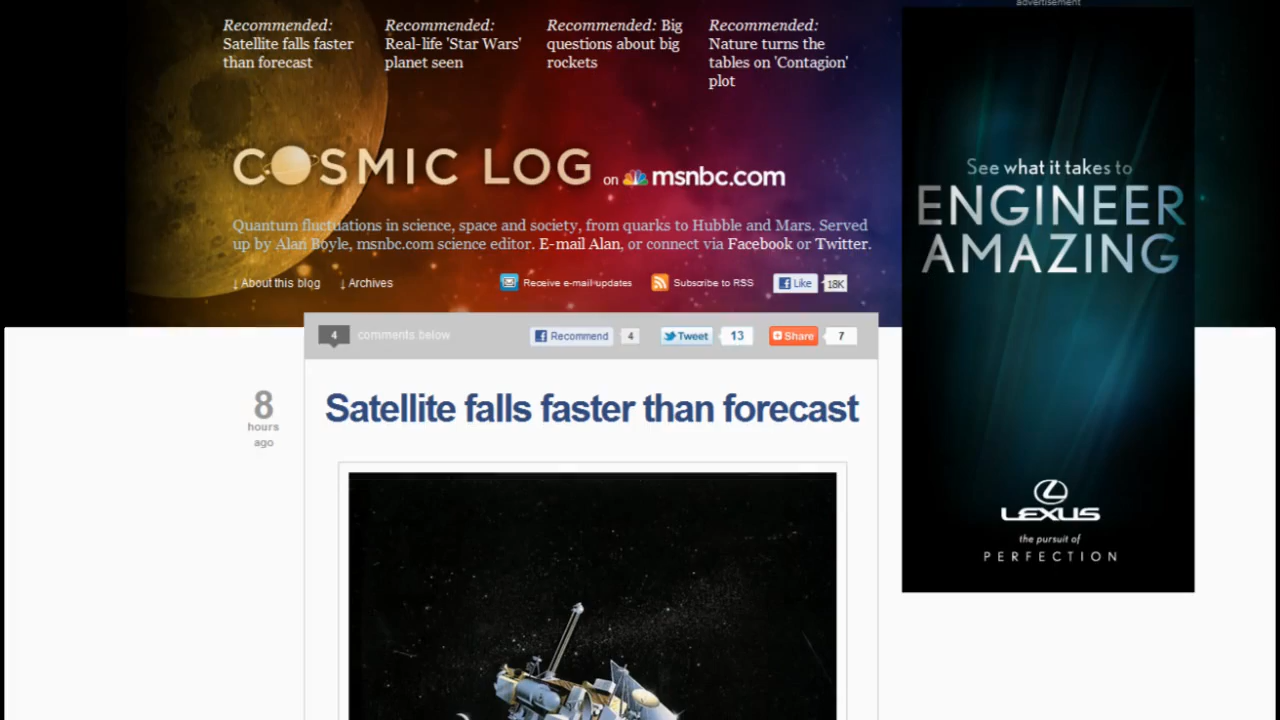 advertisement
Recommended:
Satellite falls faster
than forecast
Recommended:
Real-life 'Star Wars'
planet seen
Recommended: Big
questions about big
rockets
Recommended:
Nature turns the
tables on 'Contagion'
plot
COSMIC LOG on msnbc.com
Quantum fluctuations in science, space and society, from quarks to Hubble and Mars. Served
up by Alan Boyle, msnbc.com science editor. E-mail Alan, or connect via Facebook or Twitter.
↓ About this blog ↓ Archives Receive e-mail updates Subscribe to RSS Like 18K
4 comments below Recommend 4 Tweet 13 Share 7
8
hours
ago
Satellite falls faster than forecast
See what it takes to
ENGINEER
AMAZING
LEXUS
the pursuit of
PERFECTION